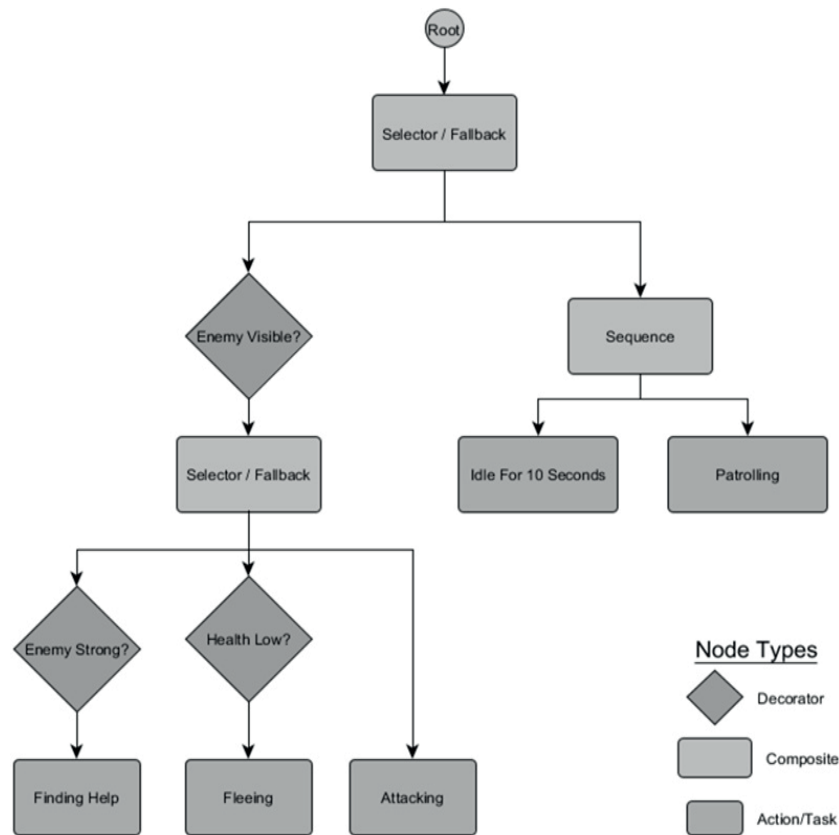 Root
Selector / Fallback
Enemy Visible?
Sequence
Selector / Fallback
Idle For 10 Seconds
Patrolling
Enemy Strong?
Health Low?
Finding Help
Fleeing
Attacking
Node Types
Decorator
Composite
Action/Task